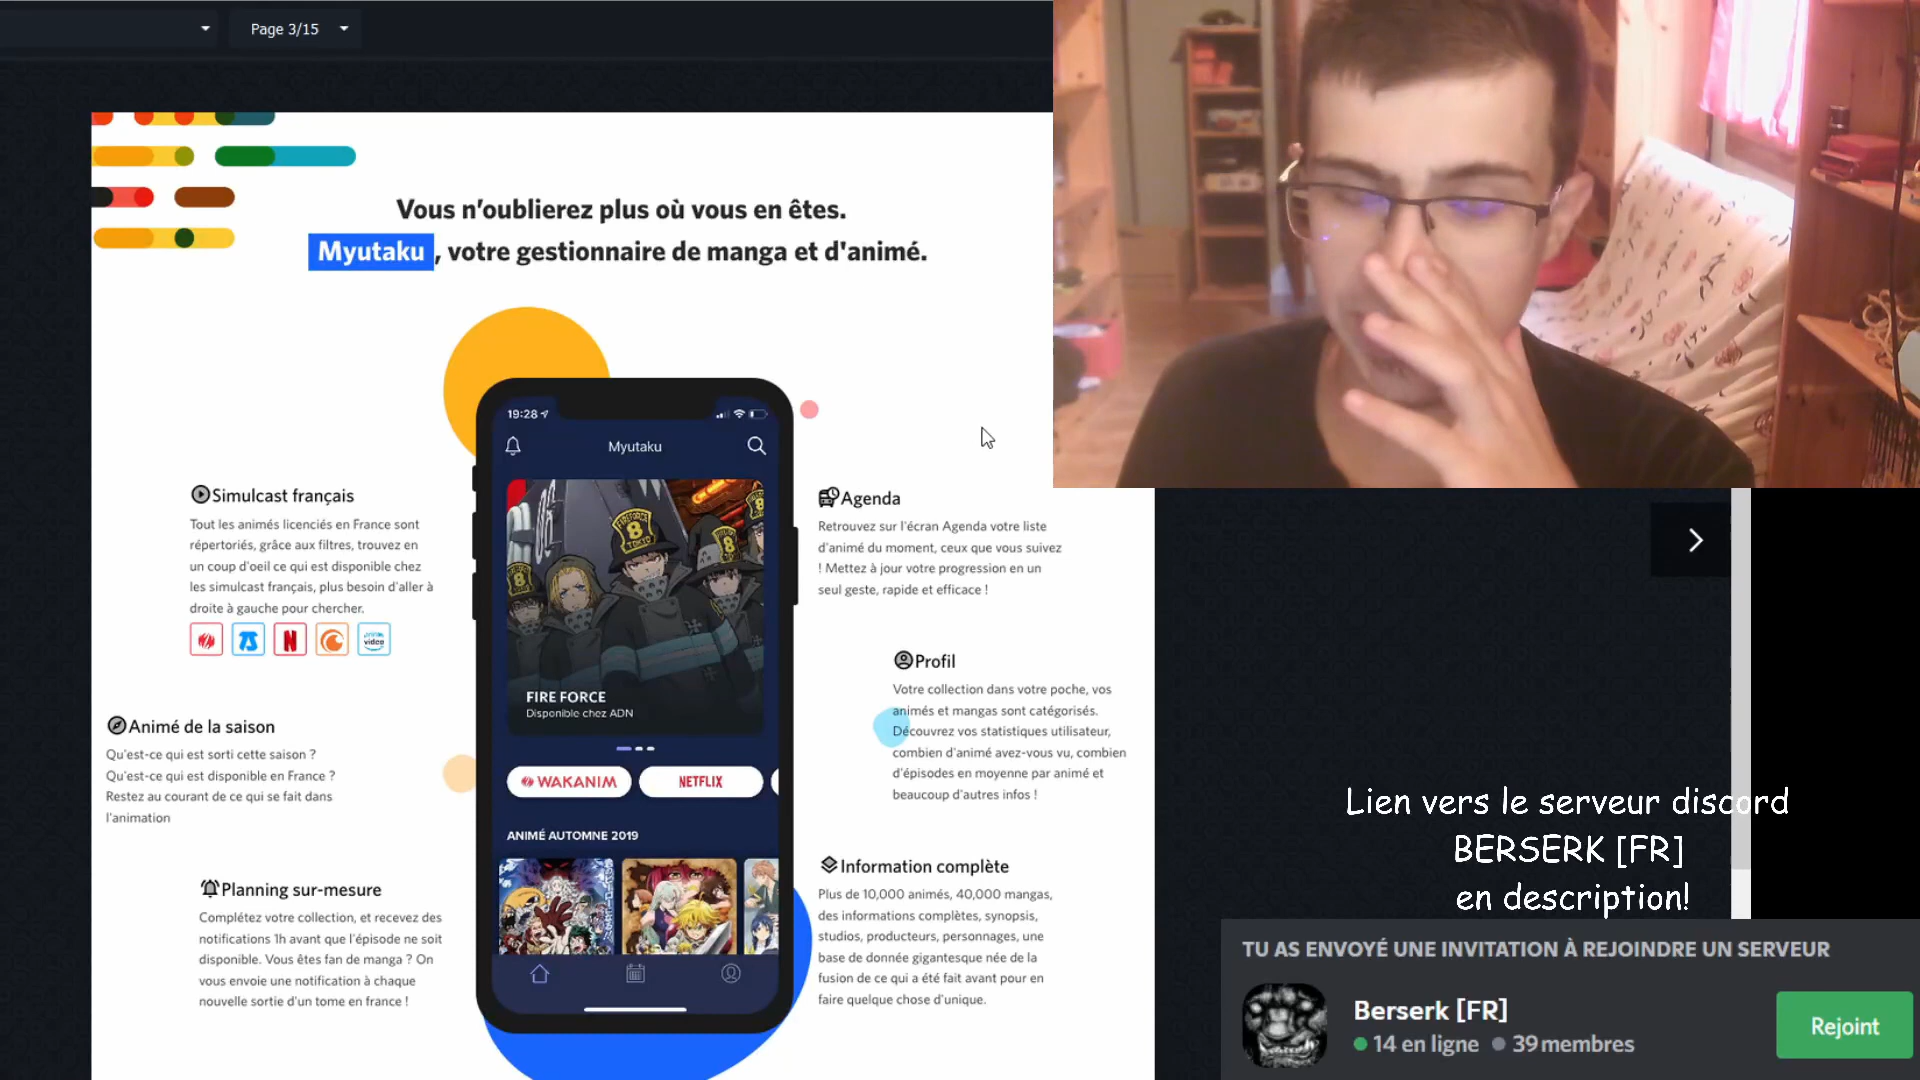 Page 3/15
Vous n'oublierez plus où vous en êtes.
Myutaku, votre gestionnaire de manga et d'animé.
19:28
Myutaku
FIRE FORCE
Disponible chez ADN
WAKANIM
NETFLIX
ANIMÉ AUTOMNE 2019
Simulcast français
Tout les animés licenciés en France sont
répertoriés, grâce aux filtres, trouvez en
un coup d'oeil ce qui est disponible chez
les simulcast français, plus besoin d'aller à
droite à gauche pour chercher.
N
video
Animé de la saison
Qu'est-ce qui est sorti cette saison ?
Qu'est-ce qui est disponible en France ?
Restez au courant de ce qui se fait dans
l'animation
Planning sur-mesure
Complétez votre collection, et recevez des
notifications 1h avant que l'épisode ne soit
disponible. Vous êtes fan de manga ? On
vous envoie une notification à chaque
nouvelle sortie d'un tome en france !
Agenda
Retrouvez sur l'écran Agenda votre liste
d'animé du moment, ceux que vous suivez
! Mettez à jour votre progression en un
seul geste, rapide et efficace !
Profil
Votre collection dans votre poche, vos
animés et mangas sont catégorisés.
Découvrez vos statistiques utilisateur,
combien d'animé avez-vous vu, combien
d'épisodes en moyenne par animé et
beaucoup d'autres infos !
Information complète
Plus de 10,000 animés, 40,000 mangas,
des informations complètes, synopsis,
studios, producteurs, personnages, une
base de donnée gigantesque née de la
fusion de ce qui a été fait avant pour en
faire quelque chose d'unique.
Lien vers le serveur discord
BERSERK [FR]
en description!
TU AS ENVOYÉ UNE INVITATION À REJOINDRE UN SERVEUR
Berserk [FR]
14 en ligne 39 membres
Rejoint